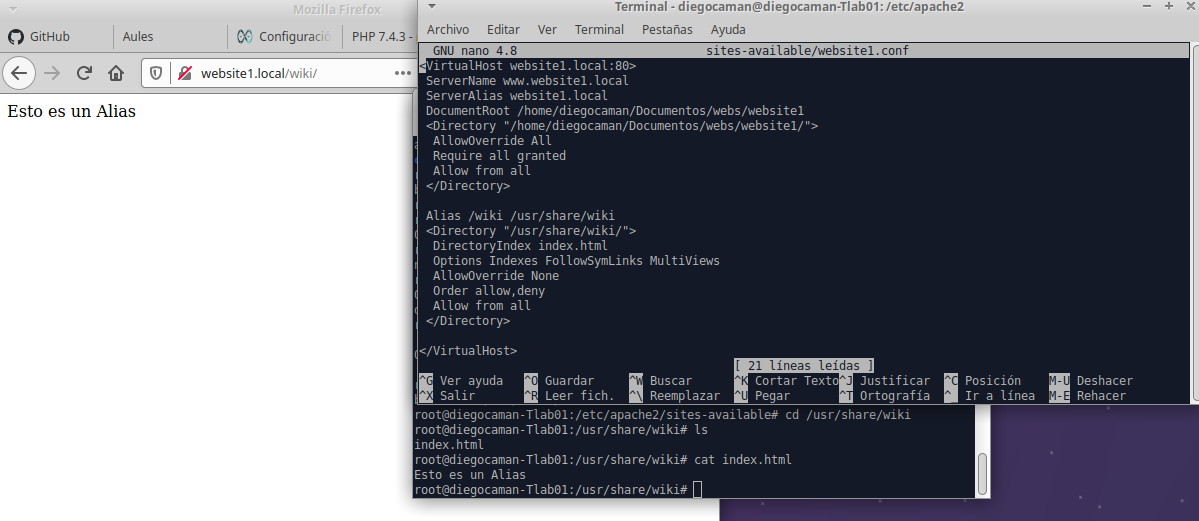 Mozilla Firefox
GitHub
Aules
Configuració
PHP 7.4.3 -
website1.local/wiki/
Esto es un Alias
Terminal - diegocaman@diegocaman-Tlab01: /etc/apache2
Archivo Editar Ver Terminal Pestañas Ayuda
GNU nano 4.8 sites-available/website1.conf
<VirtualHost website1.local:80>
ServerName www.website1.local
ServerAlias website1.local
DocumentRoot /home/diegocaman/Documentos/webs/website1
<Directory "/home/diegocaman/Documentos/webs/website1/">
AllowOverride All
Require all granted
Allow from all
</Directory>
Alias /wiki /usr/share/wiki
<Directory "/usr/share/wiki/">
DirectoryIndex index.html
Options Indexes FollowSymLinks MultiViews
AllowOverride None
Order allow,deny
Allow from all
</Directory>
</VirtualHost>
[ 21 líneas leídas ]
^G Ver ayuda ^O Guardar ^W Buscar ^K Cortar Texto ^J Justificar ^C Posición M-U Deshacer
^X Salir ^R Leer fich. ^\ Reemplazar ^U Pegar ^T Ortografía ^_ Ir a línea M-E Rehacer
root@diegocaman-Tlab01:/etc/apache2/sites-available# cd /usr/share/wiki
root@diegocaman-Tlab01:/usr/share/wiki# ls
index.html
root@diegocaman-Tlab01:/usr/share/wiki# cat index.html
Esto es un Alias
root@diegocaman-Tlab01:/usr/share/wiki#